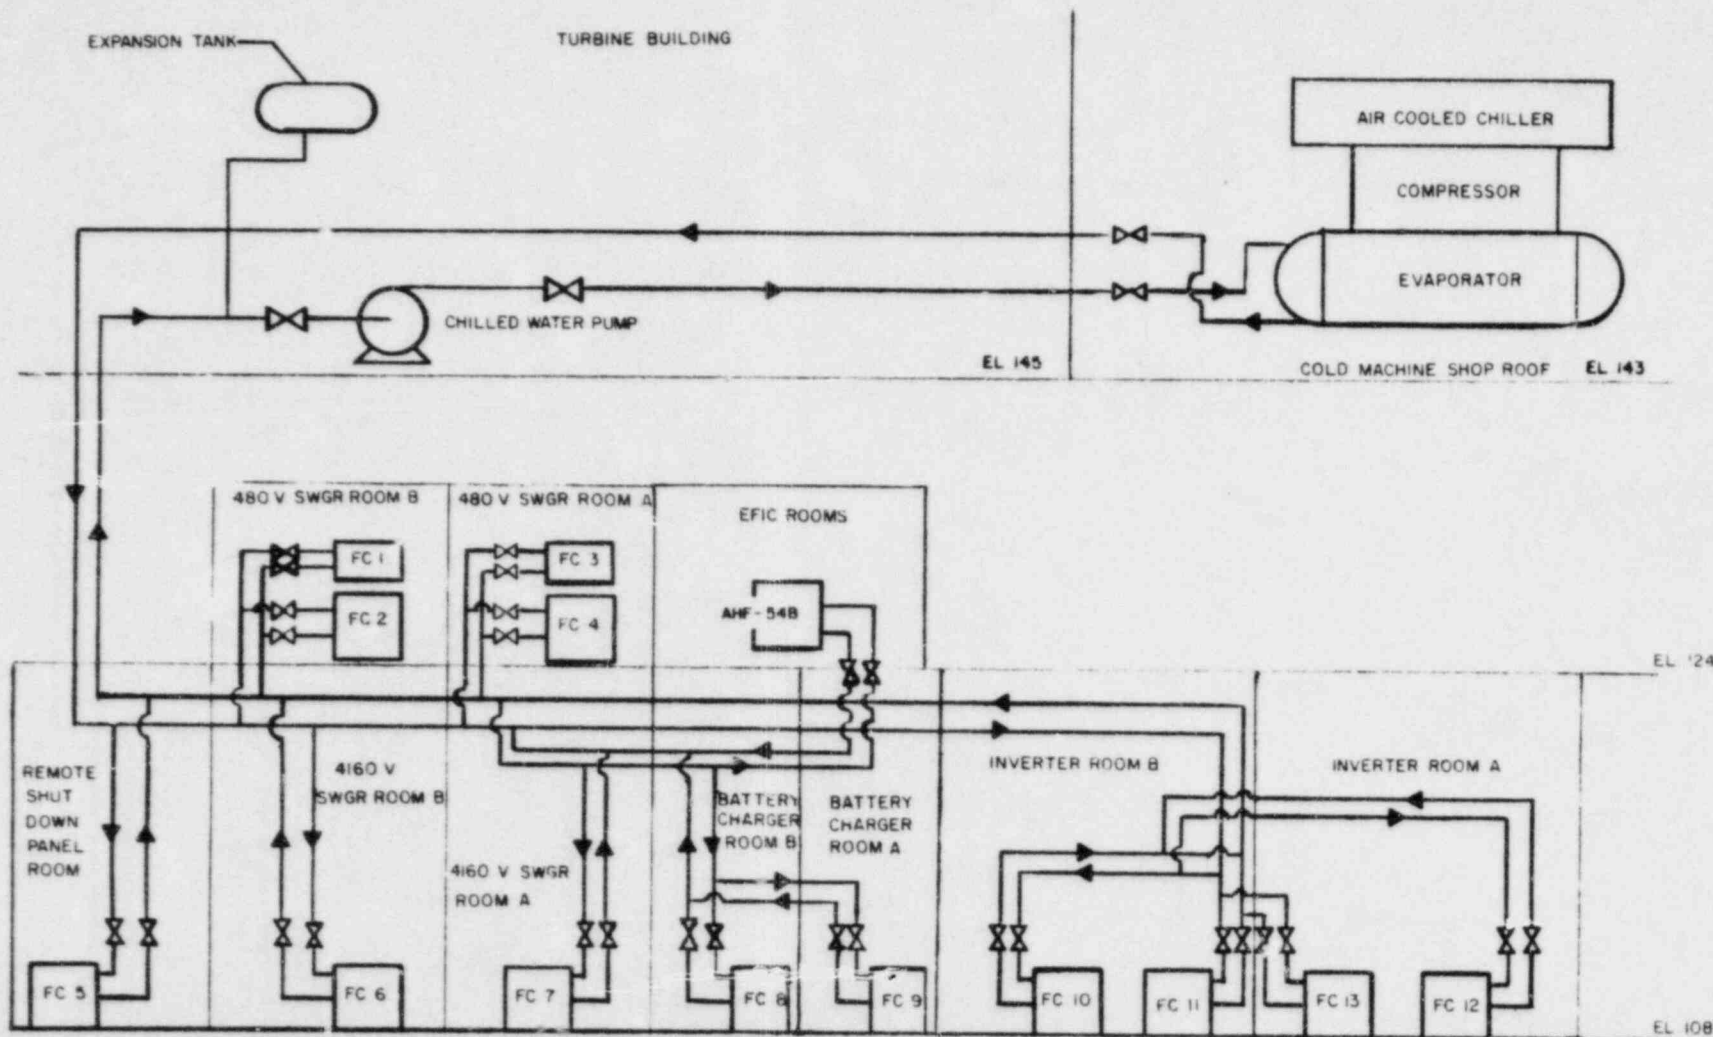 EXPANSION TANK
TURBINE BUILDING
AIR COOLED CHILLER
COMPRESSOR
EVAPORATOR
CHILLED WATER PUMP
EL 145
COLD MACHINE SHOP ROOF EL 143
480 V SWGR ROOM B
480 V SWGR ROOM A
EFIC ROOMS
FC 1
FC 3
FC 2
FC 4
AHF-54B
EL 124
REMOTE
SHUT
DOWN
PANEL
ROOM
4160 V
SWGR ROOM B
4160 V SWGR
ROOM A
BATTERY
CHARGER
ROOM B
BATTERY
CHARGER
ROOM A
INVERTER ROOM B
INVERTER ROOM A
FC 5
FC 6
FC 7
FC 8
FC 9
FC 10
FC 11
FC 13
FC 12
EL 108